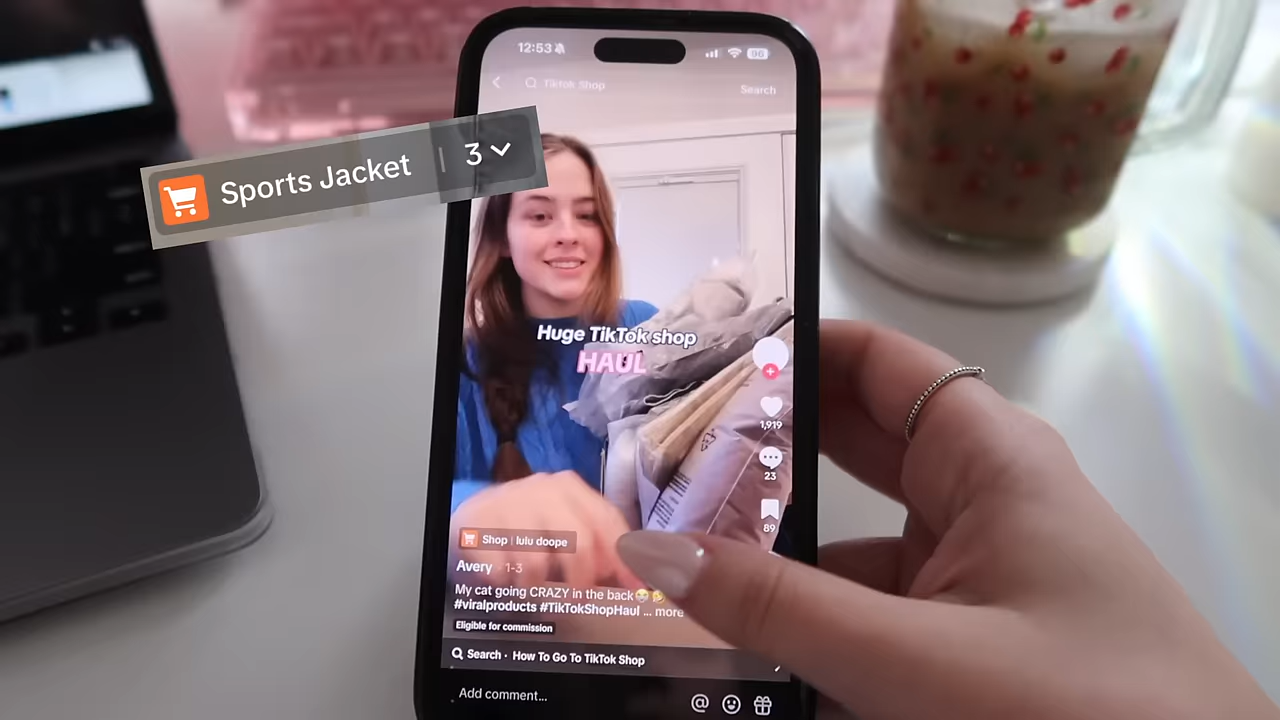 12:53
96
TikTok Shop
Search
Sports Jacket | 3
Huge TikTok shop
HAUL
1,919
23
89
Shop | lulu doope
Avery · 1-3
My cat going CRAZY in the back😭🤣
#viralproducts #TikTokShopHaul ... more
Eligible for commission
Search · How To Go To TikTok Shop
Add comment...